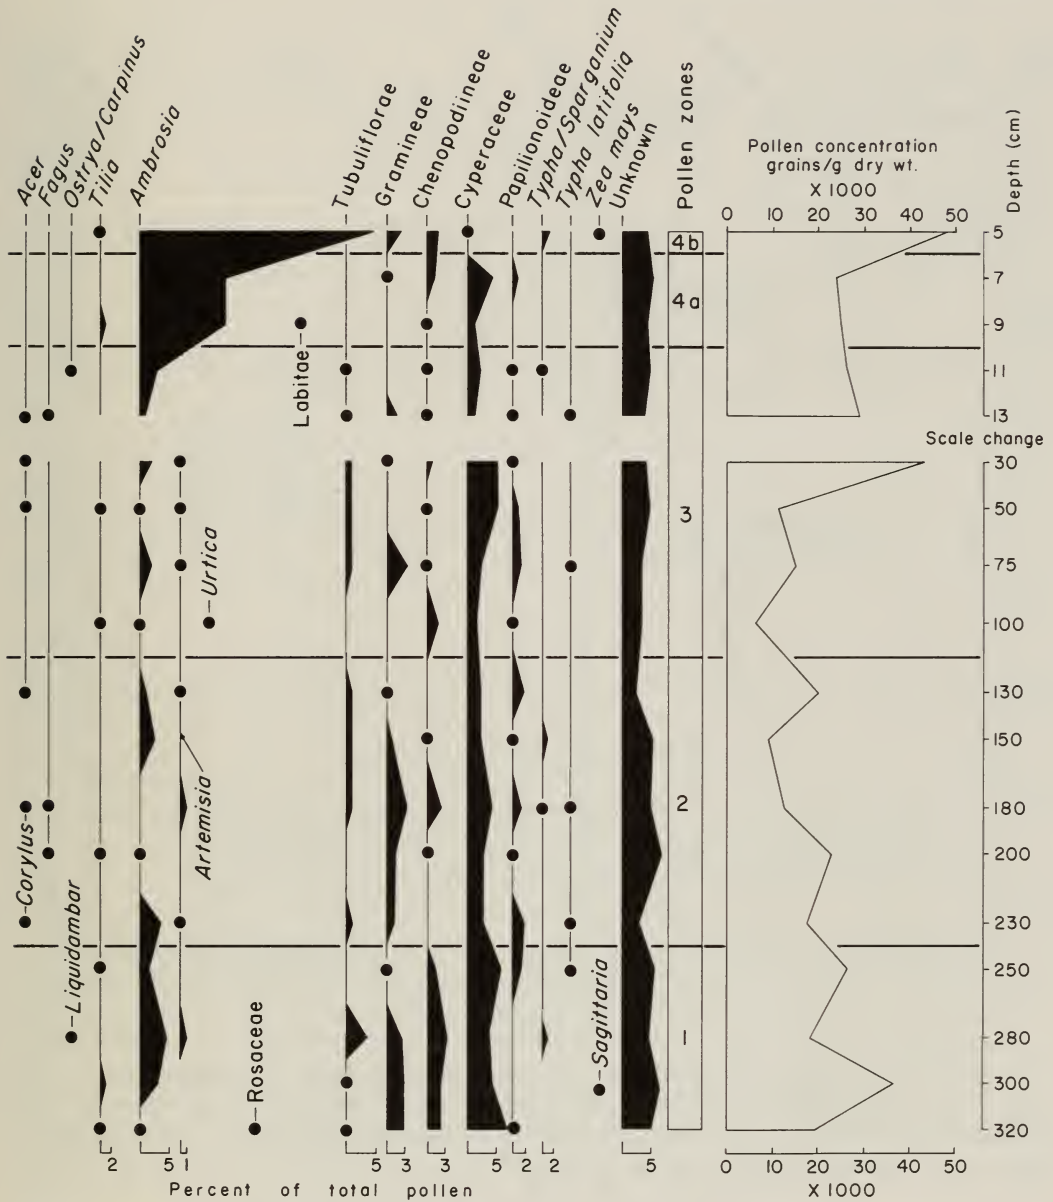 Acer
Fagus
Ostrya/Carpinus
Tilia
Ambrosia
Tubuliflorae
Gramineae
Chenopodiineae
Cyperaceae
Papilionoideae
Typha/Sparganium
Typha latifolia
Zea mays
Unknown
Pollen zones
Pollen concentration
grains/g dry wt.
X 1000
0 10 20 30 40 50
Depth (cm)
4b
4a
3
2
1
5
7
9
11
13
Scale change
30
50
75
100
130
150
180
200
230
250
280
300
320
Labitae
Urtica
Artemisia
Corylus
Liquidambar
Rosaceae
Sagittaria
2 5 1 5 3 3 5 2 2 5
Percent of total pollen
0 10 20 30 40 50
X 1000